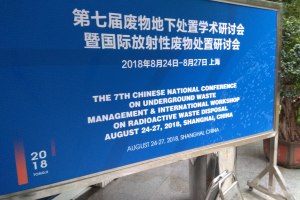 第七届废物地下处置学术研讨会
暨国际放射性废物处置研讨会
2018年8月24日-8月27日 上海
THE 7TH CHINESE NATIONAL CONFERENCE
ON UNDERGROUND WASTE
MANAGEMENT & INTERNATIONAL WORKSHOP
ON RADIOACTIVE WASTE DISPOSAL
AUGUST 24-27, 2018, SHANGHAI, CHINA
AUGUST 24-27, 2018, SHANGHAI, CHINA
20
18
TONGJI